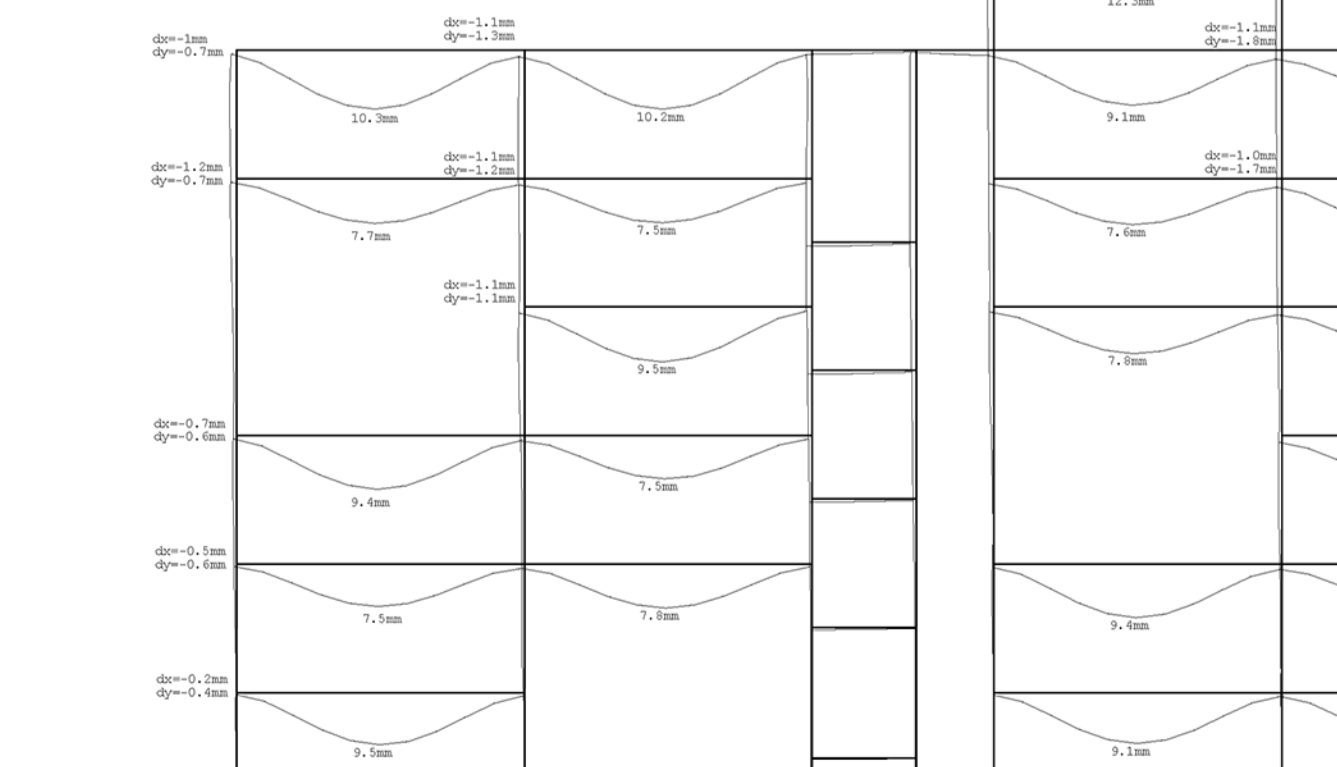 12.3mm
dx=-1.1mm
dy=-1.3mm
dx=-1.1mm
dy=-1.8mm
dx=-1mm
dy=-0.7mm
10.3mm
10.2mm
9.1mm
dx=-1.1mm
dy=-1.2mm
dx=-1.0mm
dy=-1.7mm
dx=-1.2mm
dy=-0.7mm
7.7mm
7.5mm
7.6mm
dx=-1.1mm
dy=-1.1mm
9.5mm
7.8mm
dx=-0.7mm
dy=-0.6mm
9.4mm
7.5mm
dx=-0.5mm
dy=-0.6mm
7.5mm
7.8mm
9.4mm
dx=-0.2mm
dy=-0.4mm
9.5mm
9.1mm